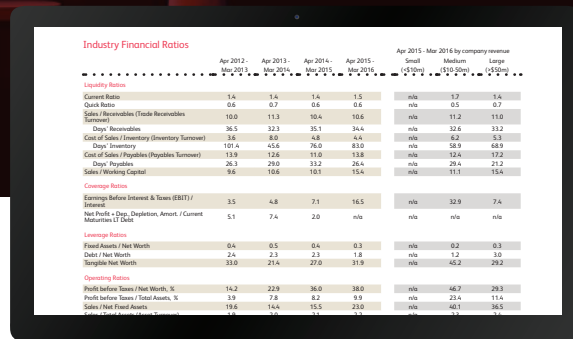 Industry Financial Ratios
Apr 2015 - Mar 2016 by company revenue
Apr 2012 - Mar 2013 Apr 2013 - Mar 2014 Apr 2014 - Mar 2015 Apr 2015 - Mar 2016 Small (<$10m) Medium ($10-50m) Large (>$50m)
Liquidity Ratios
Current Ratio 1.4 1.4 1.4 1.5 n/a 1.7 1.4
Quick Ratio 0.6 0.7 0.6 0.6 n/a 0.5 0.7
Sales / Receivables (Trade Receivables Turnover) 10.0 11.3 10.4 10.6 n/a 11.2 11.0
Days' Receivables 36.5 32.3 35.1 34.4 n/a 32.6 33.2
Cost of Sales / Inventory (Inventory Turnover) 3.6 8.0 4.8 4.4 n/a 6.2 5.3
Days' Inventory 101.4 45.6 76.0 83.0 n/a 58.9 68.9
Cost of Sales / Payables (Payables Turnover) 13.9 12.6 11.0 13.8 n/a 12.4 17.2
Days' Payables 26.3 29.0 33.2 26.4 n/a 29.4 21.2
Sales / Working Capital 9.6 10.6 10.1 15.4 n/a 11.1 15.4
Coverage Ratios
Earnings Before Interest & Taxes (EBIT) / Interest 3.5 4.8 7.1 16.5 n/a 32.9 7.4
Net Profit + Dep., Depletion, Amort. / Current Maturities LT Debt 5.1 7.4 2.0 n/a n/a n/a n/a
Leverage Ratios
Fixed Assets / Net Worth 0.4 0.5 0.4 0.3 n/a 0.2 0.3
Debt / Net Worth 2.4 2.3 2.3 1.8 n/a 1.2 3.0
Tangible Net Worth 33.0 21.4 27.0 31.9 n/a 45.2 29.2
Operating Ratios
Profit before Taxes / Net Worth, % 14.2 22.9 36.0 38.0 n/a 46.7 29.3
Profit before Taxes / Total Assets, % 3.9 7.8 8.2 9.9 n/a 23.4 11.4
Sales / Net Fixed Assets 19.6 14.4 15.5 23.0 n/a 40.1 36.5